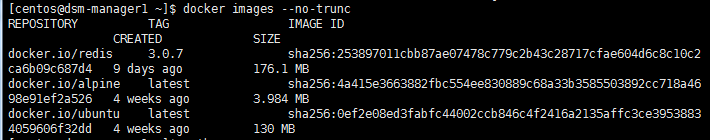 [centos@dsm-manager1 ~]$ docker images --no-trunc
REPOSITORY TAG IMAGE ID
CREATED SIZE
docker.io/redis 3.0.7 sha256:253897011cbb87ae07478c779c2b43c28717cfae604d6c8c10c2
ca6b09c687d4 9 days ago 176.1 MB
docker.io/alpine latest sha256:4a415e3663882fbc554ee830889c68a33b3585503892cc718a46
98e91ef2a526 4 weeks ago 3.984 MB
docker.io/ubuntu latest sha256:0ef2e08ed3fabfc44002ccb846c4f2416a2135affc3ce3953883
4059606f32dd 4 weeks ago 130 MB